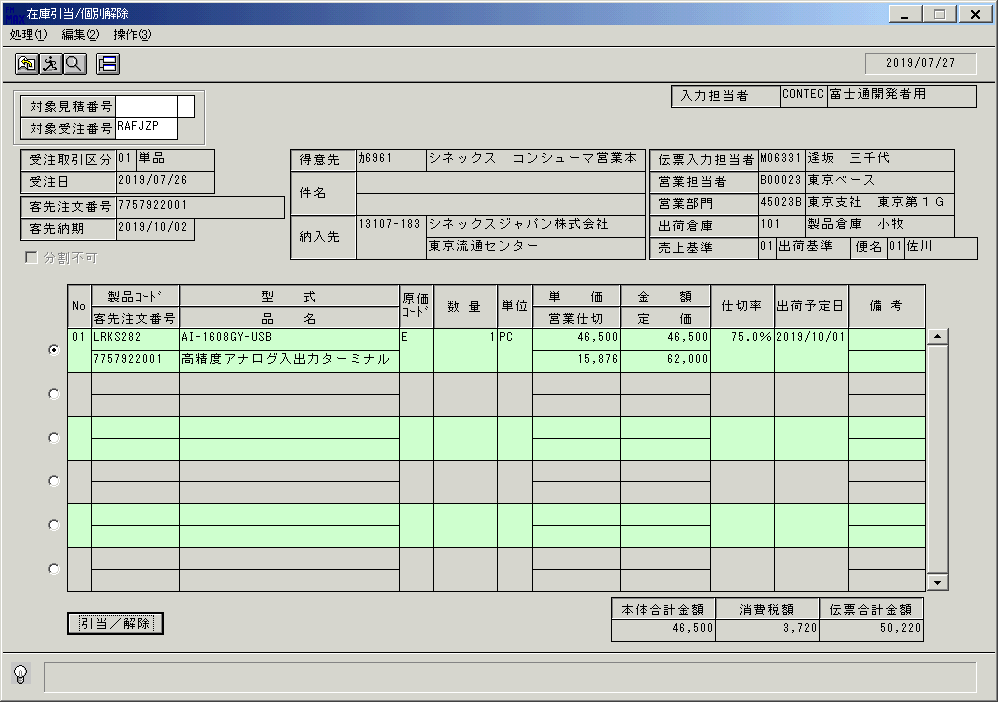 在庫引当/個別解除
処理(1) 編集(2) 操作(3)
2019/07/27
入力担当者 CONTEC 富士通開発者用
対象見積番号
対象受注番号 RAFJZP
受注取引区分 01 単品
受注日 2019/07/26
客先注文番号 7757922001
客先納期 2019/10/02
分割不可
得意先 ｶ6961 シネックス コンシューマ営業本
件名
納入先 13107-183 シネックスジャパン株式会社
東京流通センター
伝票入力担当者 M06331 逢坂 三千代
営業担当者 B00023 東京ベース
営業部門 45023B 東京支社 東京第１Ｇ
出荷倉庫 101 製品倉庫 小牧
売上基準 01 出荷基準 便名 01 佐川
No 製品ｺｰﾄﾞ 型 式 原価ｺｰﾄﾞ 数 量 単位 単 価 金 額 仕切率 出荷予定日 備 考
客先注文番号 品 名 営業仕切 定 価
01 LRKS282 AI-1608GY-USB E 1 PC 46,500 46,500 75.0% 2019/10/01
7757922001 高精度アナログ入出力ターミナル 15,876 62,000
引当／解除
本体合計金額 消費税額 伝票合計金額
46,500 3,720 50,220